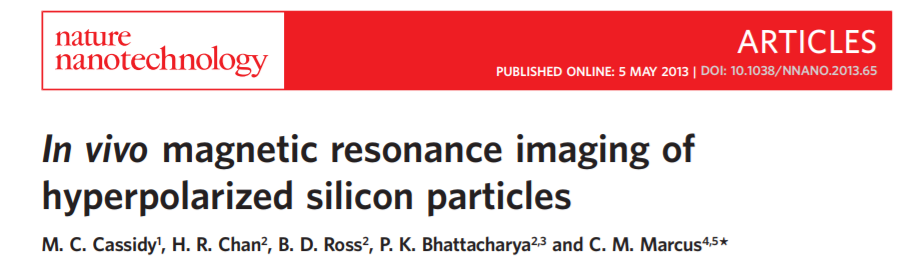 nature
nanotechnology
ARTICLES
PUBLISHED ONLINE: 5 MAY 2013 | DOI: 10.1038/NNANO.2013.65
In vivo magnetic resonance imaging of
hyperpolarized silicon particles
M. C. Cassidy¹, H. R. Chan², B. D. Ross², P. K. Bhattacharya²,³ and C. M. Marcus⁴,⁵★